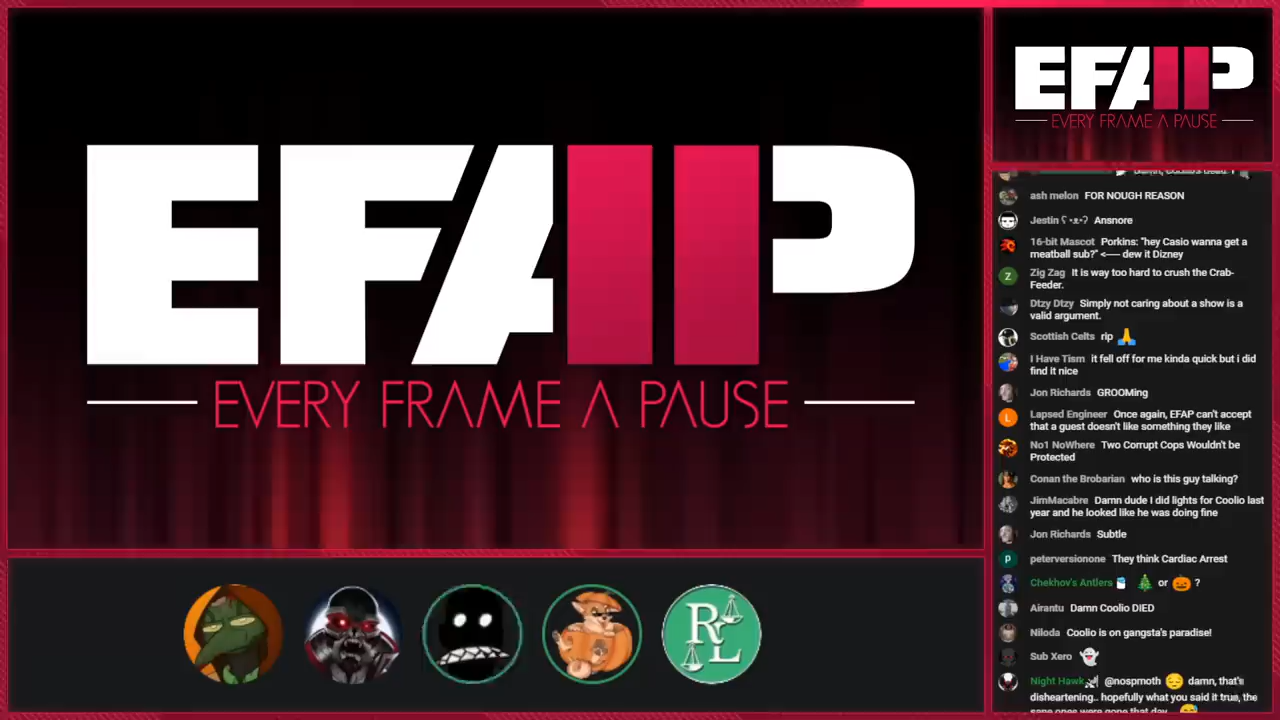 EFAP
EVERY FRAME A PAUSE
EFAP
EVERY FRAME A PAUSE
ash melon FOR NOUGH REASON
Jestin ʕ •ᴥ•ʔ Ansnore
16-bit Mascot Porkins: "hey Casio wanna get a
meatball sub?" <---- dew it Dizney
Zig Zag It is way too hard to crush the Crab-
Feeder.
Dtzy Dtzy Simply not caring about a show is a
valid argument.
Scottish Celts rip 🙏
I Have Tism it fell off for me kinda quick but i did
find it nice
Jon Richards GROOMing
Lapsed Engineer Once again, EFAP can't accept
that a guest doesn't like something they like
No1 NoWhere Two Corrupt Cops Wouldn't be
Protected
Conan the Brobarian who is this guy talking?
JimMacabre Damn dude I did lights for Coolio last
year and he looked like he was doing fine
Jon Richards Subtle
peterversionone They think Cardiac Arrest
Chekhov's Antlers 🎄 or 🎃 ?
Airantu Damn Coolio DIED
Niloda Coolio is on gangsta's paradise!
Sub Xero 👻
Night Hawk @nospmoth 😔 damn, that's
disheartening.. hopefully what you said it true, the
sane ones were gone that day...
Z
L
P
RCL